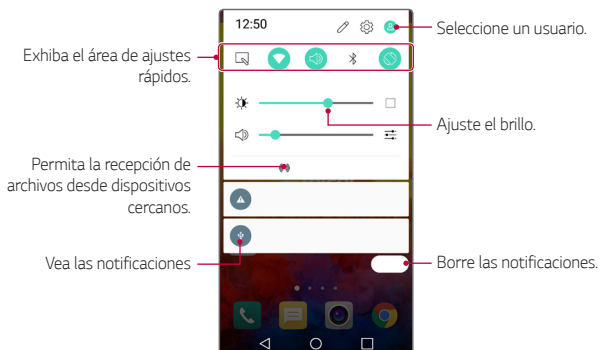 12:50
Seleccione un usuario.
Exhiba el área de ajustes
rápidos.
Ajuste el brillo.
Permita la recepción de
archivos desde dispositivos
cercanos.
Vea las notificaciones
Borre las notificaciones.